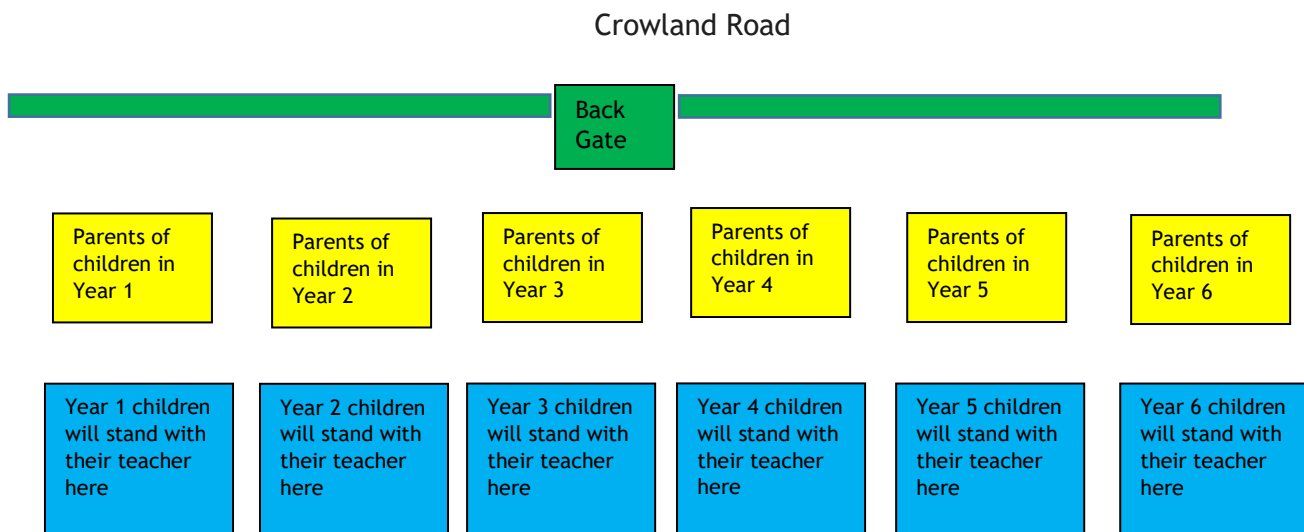 Crowland Road
Back
Gate
Parents of
children in
Year 1
Parents of
children in
Year 2
Parents of
children in
Year 3
Parents of
children in
Year 4
Parents of
children in
Year 5
Parents of
children in
Year 6
Year 1 children
will stand with
their teacher
here
Year 2 children
will stand with
their teacher
here
Year 3 children
will stand with
their teacher
here
Year 4 children
will stand with
their teacher
here
Year 5 children
will stand with
their teacher
here
Year 6 children
will stand with
their teacher
here